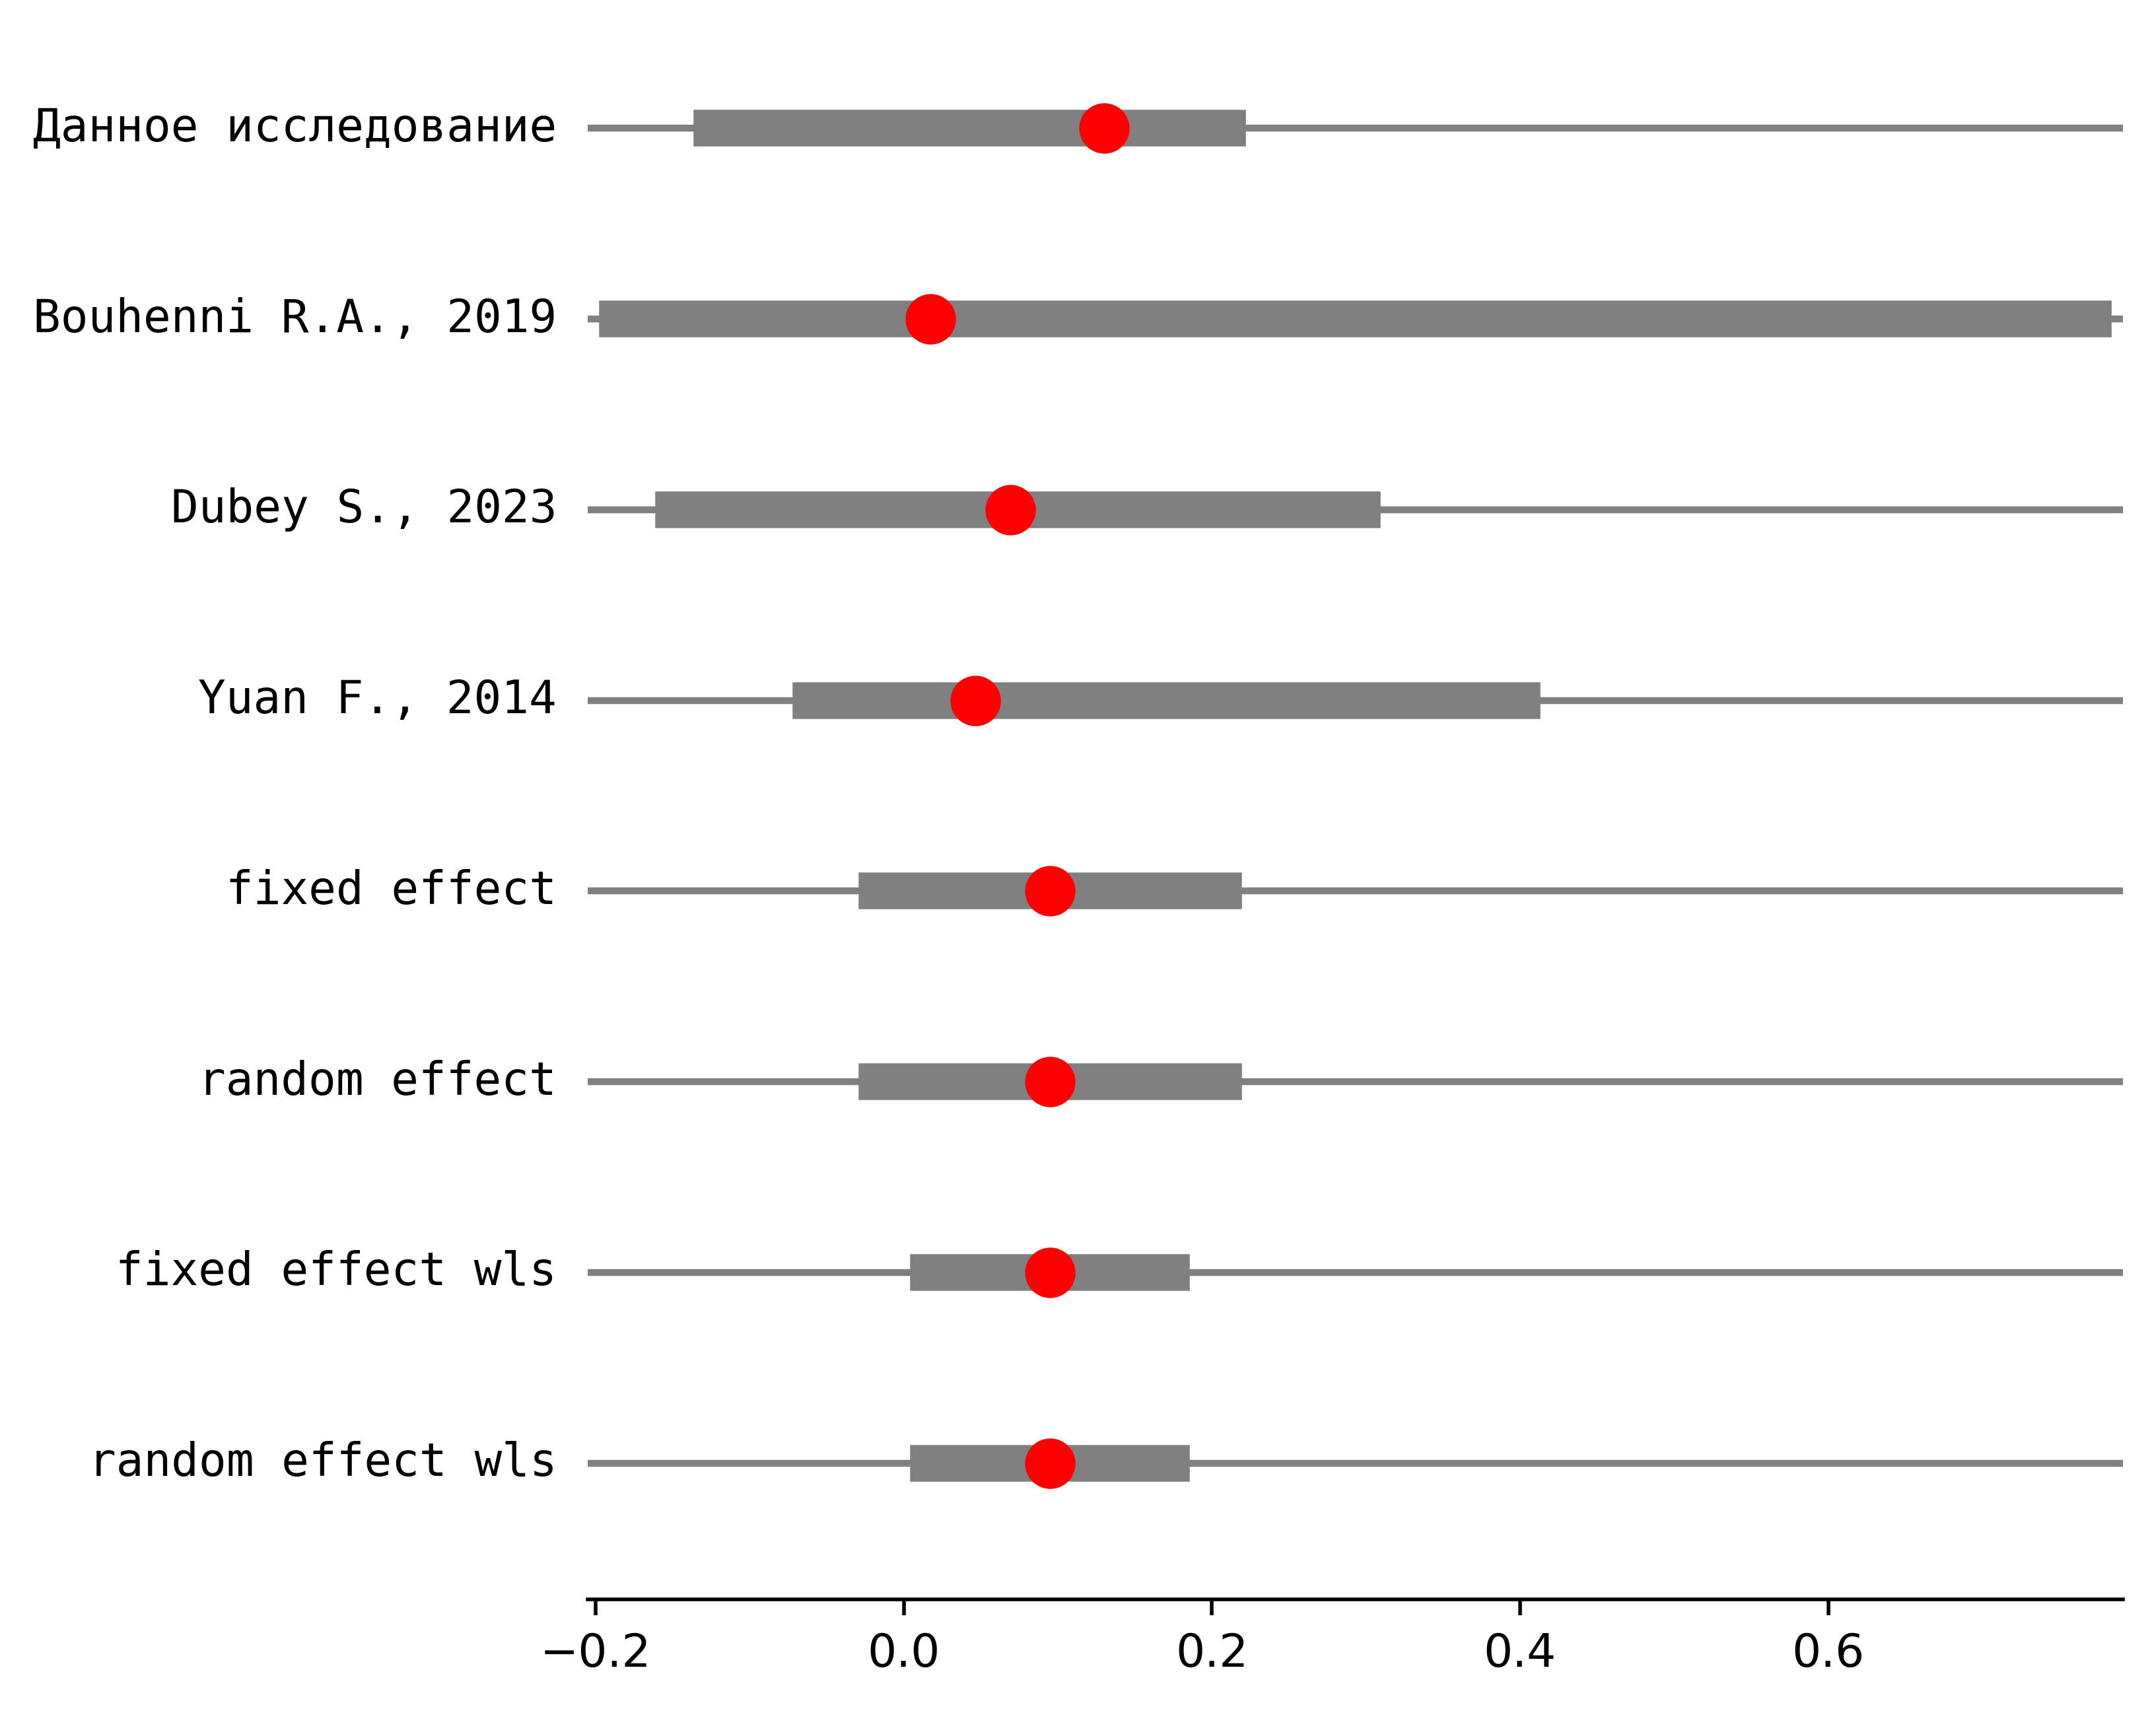 Данное исследование
Bouhenni R.A., 2019
Dubey S., 2023
Yuan F., 2014
fixed effect
random effect
fixed effect wls
random effect wls
−0.2 0.0 0.2 0.4 0.6